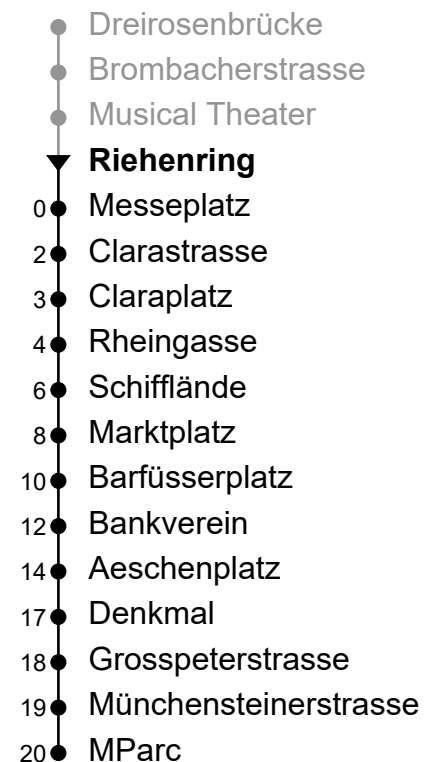 Dreirosenbrücke
Brombacherstrasse
Musical Theater
Riehenring
0 Messeplatz
2 Clarastrasse
3 Claraplatz
4 Rheingasse
6 Schifflände
8 Marktplatz
10 Barfüsserplatz
12 Bankverein
14 Aeschenplatz
17 Denkmal
18 Grosspeterstrasse
19 Münchensteinerstrasse
20 MParc